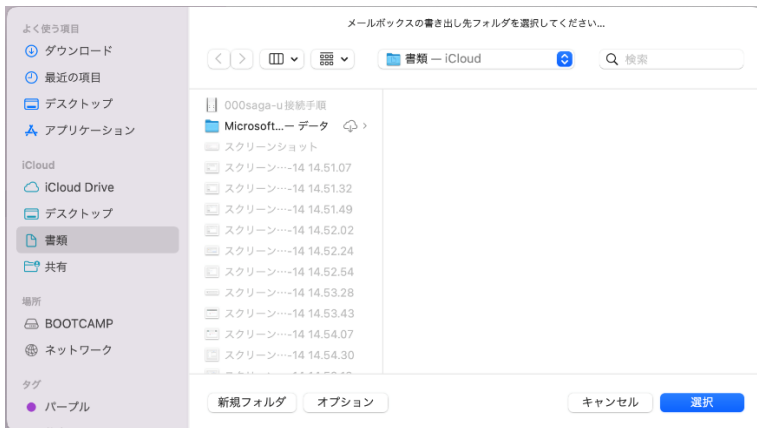 メールボックスの書き出し先フォルダを選択してください...
よく使う項目
ダウンロード
最近の項目
デスクトップ
アプリケーション
iCloud
iCloud Drive
デスクトップ
書類
共有
場所
BOOTCAMP
ネットワーク
タグ
パープル
書類 — iCloud
検索
000saga-u接続手順
Microsoft...ー データ
スクリーンショット
スクリーン…-14 14.51.07
スクリーン…-14 14.51.32
スクリーン…-14 14.51.49
スクリーン…-14 14.52.02
スクリーン…-14 14.52.24
スクリーン…-14 14.52.54
スクリーン…-14 14.53.28
スクリーン…-14 14.53.43
スクリーン…-14 14.54.07
スクリーン…-14 14.54.30
新規フォルダ
オプション
キャンセル
選択